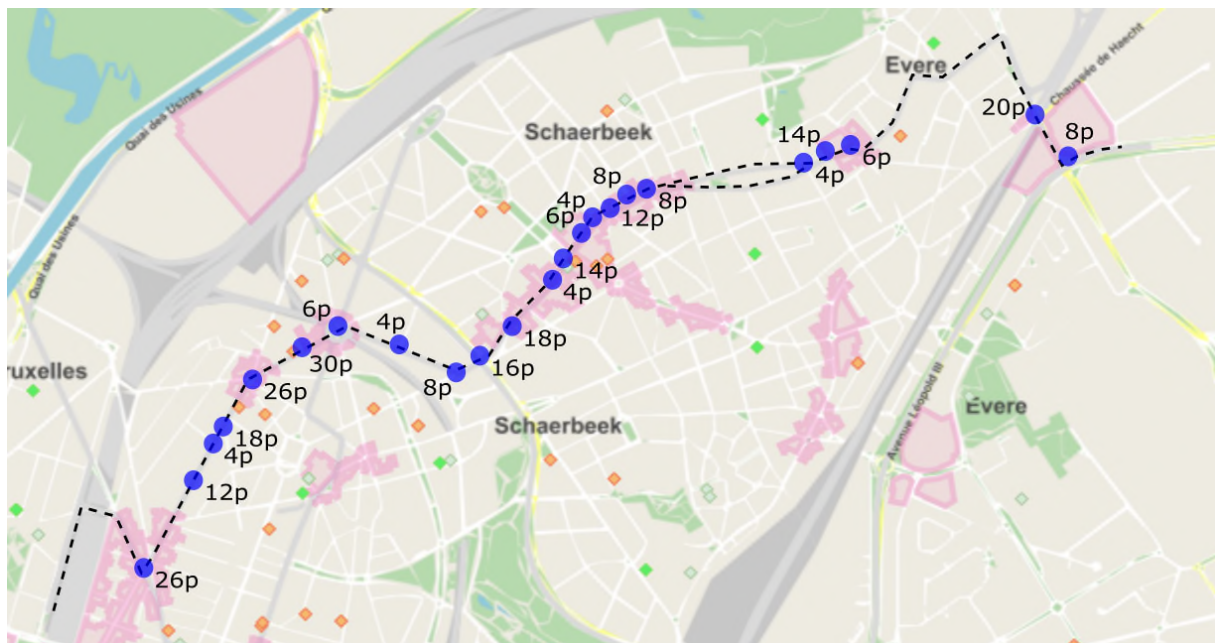 Evere
Quai des Usines
Chaussée de Haecht
20p
Schaerbeek
14p
8p
6p
4p
8p
8p
4p
12p
6p
Quai des Usines
14p
4p
6p
4p
18p
30p
16p
ruxelles
26p
8p
Avenue Léopold III
Évere
Schaerbeek
18p
4p
12p
26p